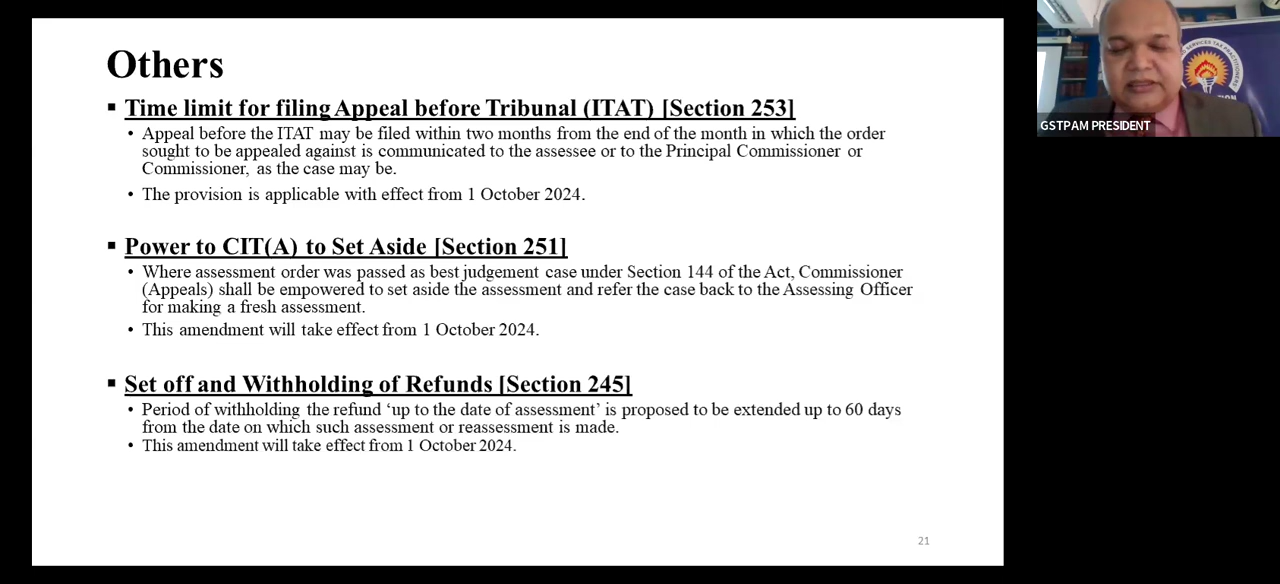 Others
▪ Time limit for filing Appeal before Tribunal (ITAT) [Section 253]
• Appeal before the ITAT may be filed within two months from the end of the month in which the order
sought to be appealed against is communicated to the assessee or to the Principal Commissioner or
Commissioner, as the case may be.
• The provision is applicable with effect from 1 October 2024.
▪ Power to CIT(A) to Set Aside [Section 251]
• Where assessment order was passed as best judgement case under Section 144 of the Act, Commissioner
(Appeals) shall be empowered to set aside the assessment and refer the case back to the Assessing Officer
for making a fresh assessment.
• This amendment will take effect from 1 October 2024.
▪ Set off and Withholding of Refunds [Section 245]
• Period of withholding the refund ‘up to the date of assessment’ is proposed to be extended up to 60 days
from the date on which such assessment or reassessment is made.
• This amendment will take effect from 1 October 2024.
21
SERVICES TAX PRACTITIONERS
GSTPAM PRESIDENT